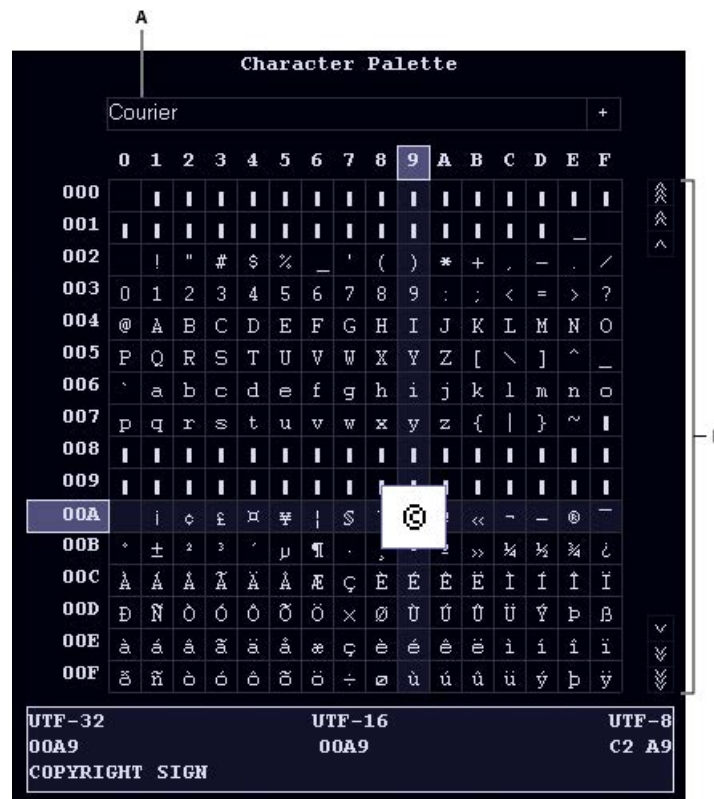 A
Character Palette
Courier +
0 1 2 3 4 5 6 7 8 9 A B C D E F
000
001 _
002 ! " # $ % _ ' ( ) * + , — . /
003 0 1 2 3 4 5 6 7 8 9 : ; < = > ?
004 @ A B C D E F G H I J K L M N O
005 P Q R S T U V W X Y Z [ \ ] ^ _
006 ` a b c d e f g h i j k l m n o
007 p q r s t u v w x y z { | } ~
008
009
00A ¡ ¢ £ ¤ ¥ ¦ § © « ¬ — ® ¯
00B ° ± ² ³ ´ µ ¶ · » ¼ ½ ¾ ¿
00C À Á Â Ã Ä Å Æ Ç È É Ê Ë Ì Í Î Ï
00D Ð Ñ Ò Ó Ô Õ Ö × Ø Ù Ú Û Ü Ý Þ ß
00E à á â ã ä å æ ç è é ê ë ì í î ï
00F ð ñ ò ó ô õ ö ÷ ø ù ú û ü ý þ ÿ
UTF-32 UTF-16 UTF-8
00A9 00A9 C2 A9
COPYRIGHT SIGN